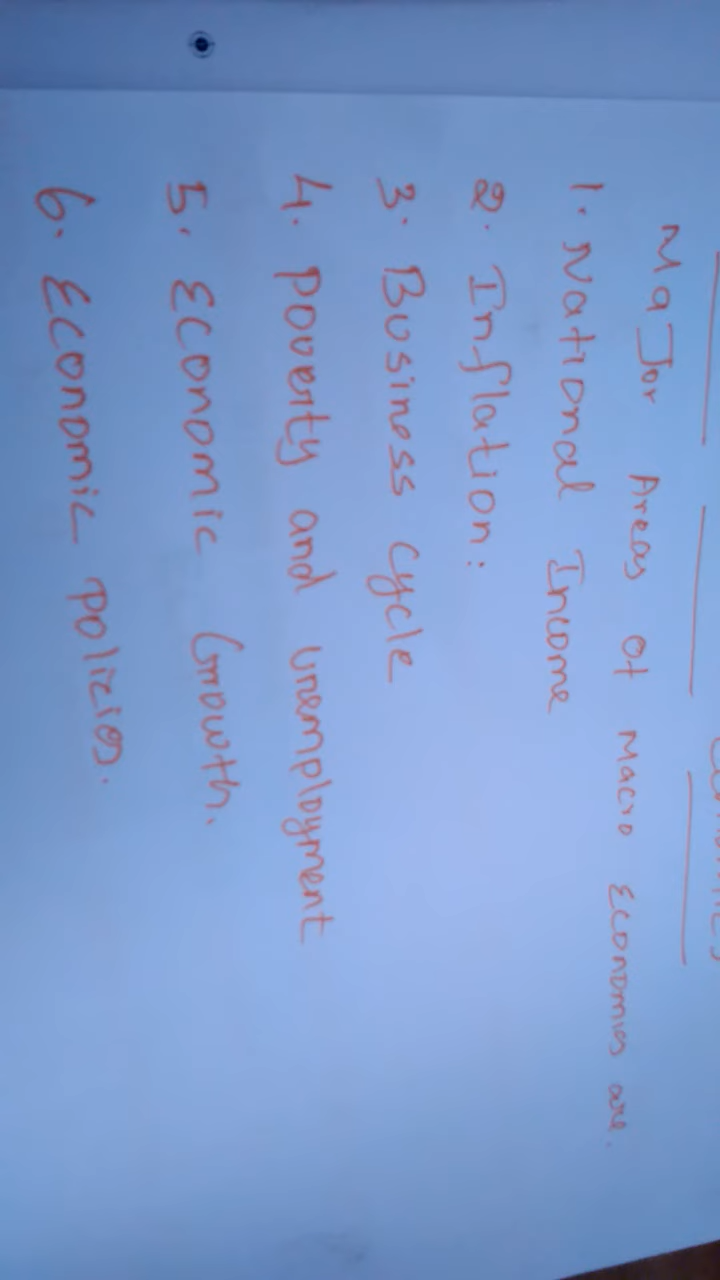 Major Areas of Macro Economics are.
1. National Income
2. Inflation:
3. Business cycle
4. Poverty and Unemployment
5. Economic Growth.
6. Economic policies.